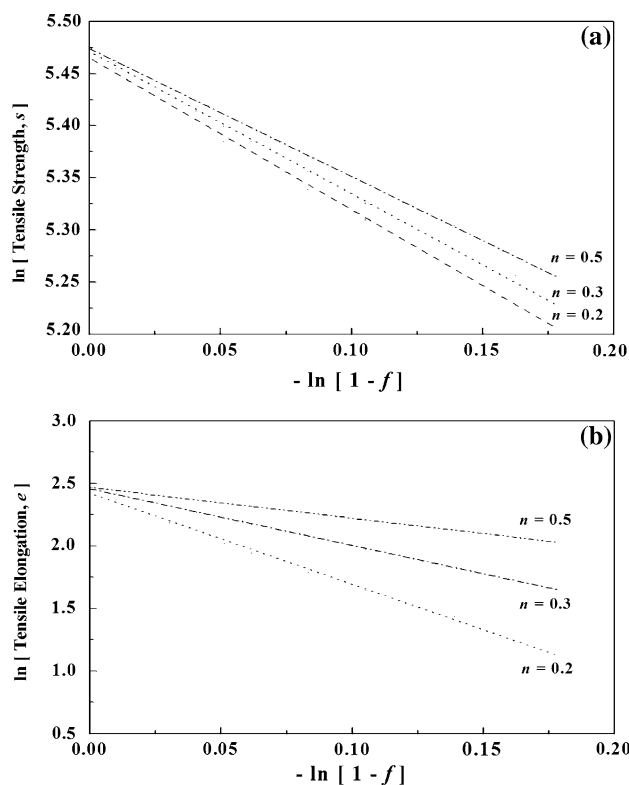 (a)
ln [ Tensile Strength, s ]
5.50
5.45
5.40
5.35
5.30
5.25
5.20
n = 0.5
n = 0.3
n = 0.2
0.00 0.05 0.10 0.15 0.20
- ln [ 1 - f ]
(b)
ln [ Tensile Elongation, e ]
3.0
2.5
2.0
1.5
1.0
0.5
n = 0.5
n = 0.3
n = 0.2
0.00 0.05 0.10 0.15 0.20
- ln [ 1 - f ]